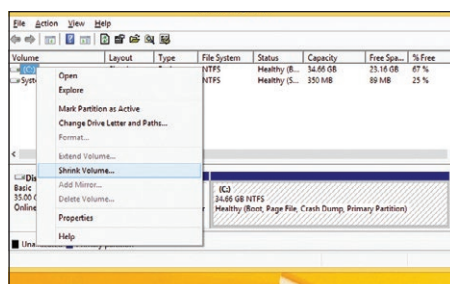 File Action View Help
Volume Layout Type File System Status Capacity Free Spa... % Free
(C:) NTFS Healthy (B... 34.66 GB 23.16 GB 67 %
Syst NTFS Healthy (S... 350 MB 89 MB 25 %
Open
Explore
Mark Partition as Active
Change Drive Letter and Paths...
Format...
Extend Volume...
Shrink Volume...
Add Mirror...
Delete Volume...
Properties
Help
Dis
Basic
35.00
Online
(C:)
34.66 GB NTFS
Healthy (Boot, Page File, Crash Dump, Primary Partition)
Una